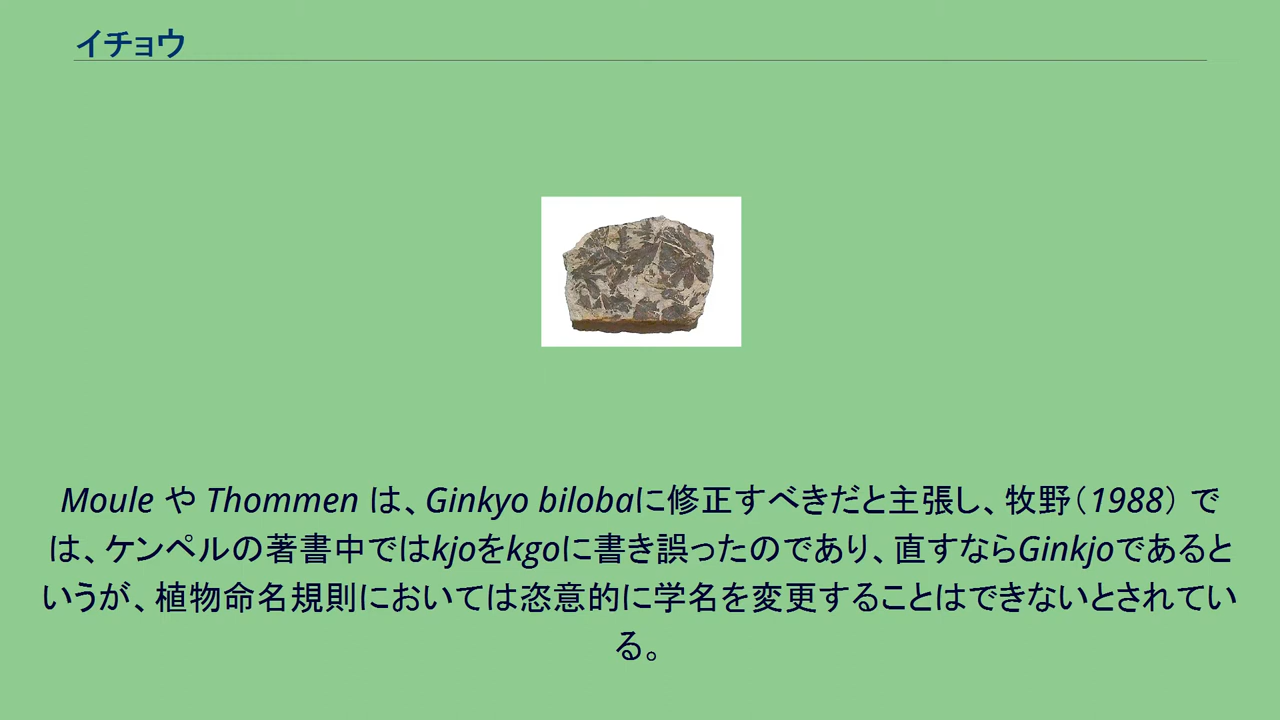 イチョウ
Moule や Thommen は、Ginkyo bilobaに修正すべきだと主張し、牧野（1988） で
は、ケンペルの著書中ではkjoをkgoに書き誤ったのであり、直すならGinkjoであると
いうが、植物命名規則においては恣意的に学名を変更することはできないとされてい
る。